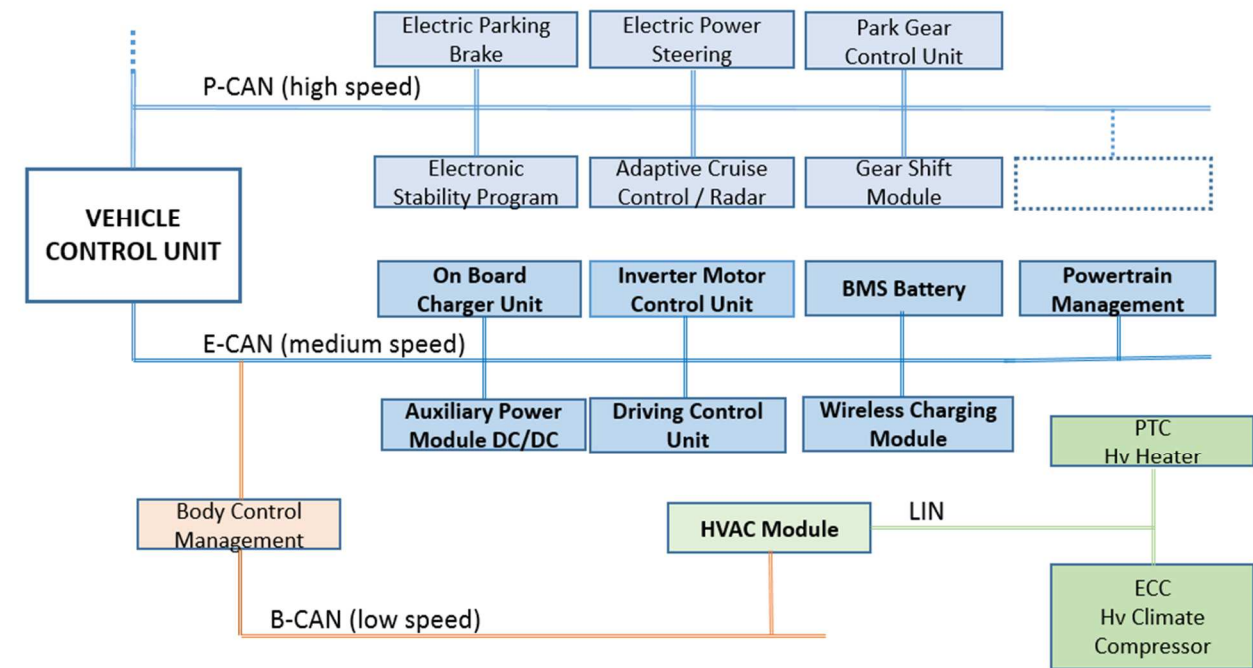 Electric Parking
Brake
Electric Power
Steering
Park Gear
Control Unit
P-CAN (high speed)
Electronic
Stability Program
Adaptive Cruise
Control / Radar
Gear Shift
Module
VEHICLE
CONTROL UNIT
On Board
Charger Unit
Inverter Motor
Control Unit
BMS Battery
Powertrain
Management
E-CAN (medium speed)
Auxiliary Power
Module DC/DC
Driving Control
Unit
Wireless Charging
Module
PTC
Hv Heater
Body Control
Management
HVAC Module
LIN
ECC
Hv Climate
Compressor
B-CAN (low speed)